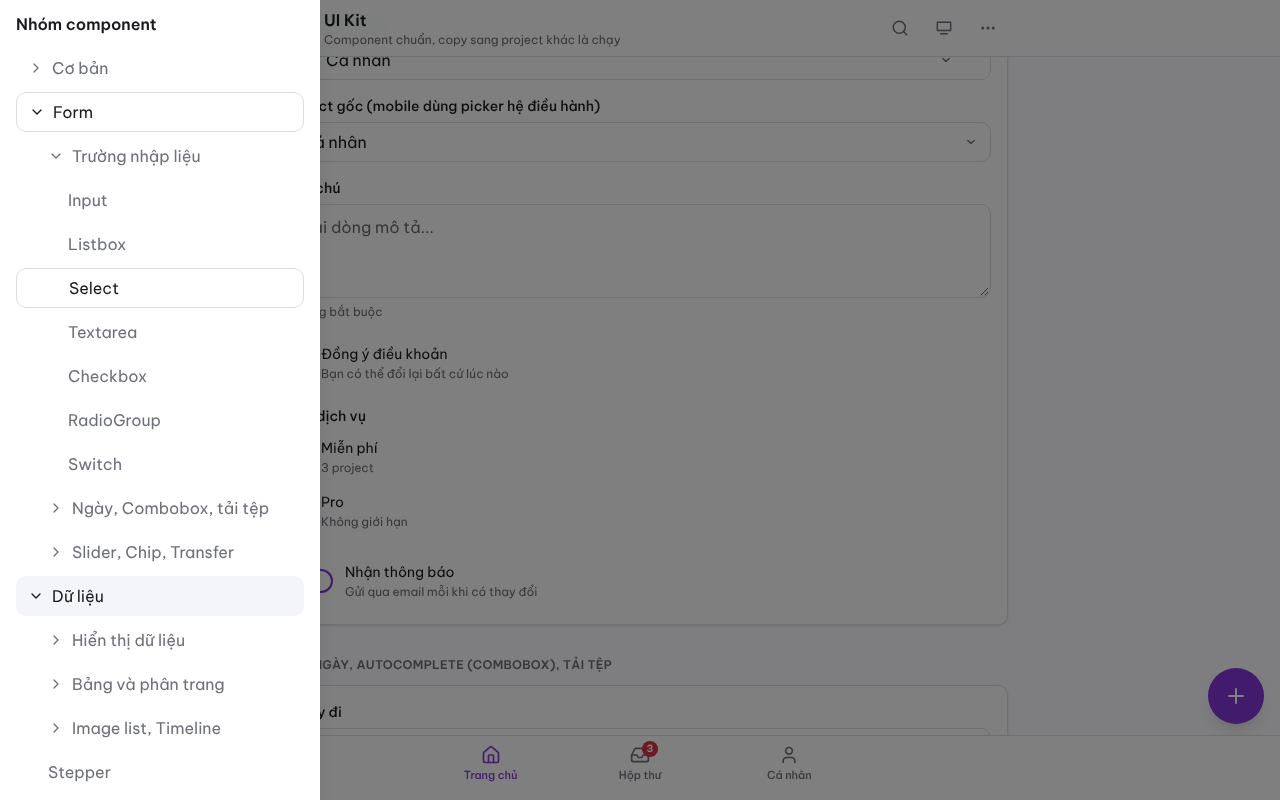 Nhóm component
Cơ bản
Form
Trường nhập liệu
Input
Listbox
Select
Textarea
Checkbox
RadioGroup
Switch
Ngày, Combobox, tải tệp
Slider, Chip, Transfer
Dữ liệu
Hiển thị dữ liệu
Bảng và phân trang
Image list, Timeline
Stepper
UI Kit
Component chuẩn, copy sang project khác là chạy
Cá nhân
ct gốc (mobile dùng picker hệ điều hành)
nhân
chú
dòng mô tả...
bắt buộc
Đồng ý điều khoản
Bạn có thể đổi lại bất cứ lúc nào
dịch vụ
Miễn phí
3 project
Pro
Không giới hạn
Nhận thông báo
Gửi qua email mỗi khi có thay đổi
NGÀY, AUTOCOMPLETE (COMBOBOX), TẢI TỆP
đi
Trang chủ
3
Hộp thư
Cá nhân